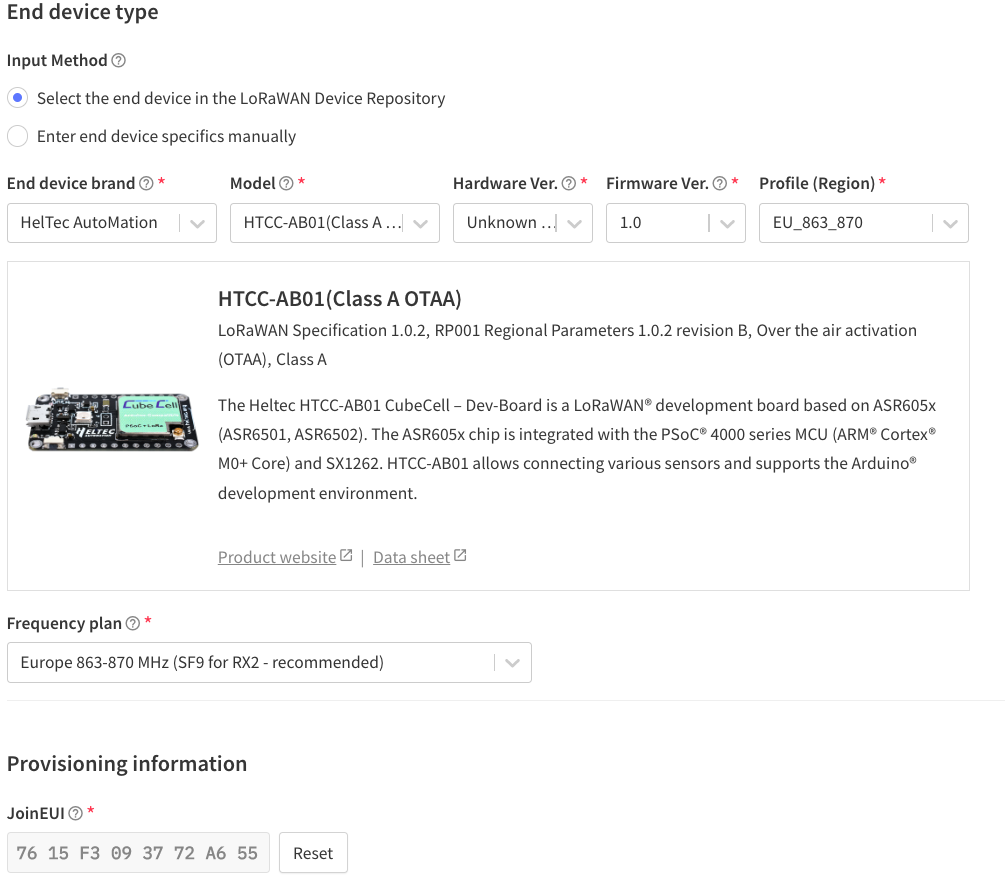 End device type
Input Method
Select the end device in the LoRaWAN Device Repository
Enter end device specifics manually
End device brand * Model * Hardware Ver. * Firmware Ver. * Profile (Region) *
HelTec AutoMation HTCC-AB01(Class A ... Unknown ... 1.0 EU_863_870
HTCC-AB01(Class A OTAA)
LoRaWAN Specification 1.0.2, RP001 Regional Parameters 1.0.2 revision B, Over the air activation
(OTAA), Class A
The Heltec HTCC-AB01 CubeCell – Dev-Board is a LoRaWAN® development board based on ASR605x
(ASR6501, ASR6502). The ASR605x chip is integrated with the PSoC® 4000 series MCU (ARM® Cortex®
M0+ Core) and SX1262. HTCC-AB01 allows connecting various sensors and supports the Arduino®
development environment.
Cube Cell
PSoC+LoRa
HELTEC
Product website | Data sheet
Frequency plan *
Europe 863-870 MHz (SF9 for RX2 - recommended)
Provisioning information
JoinEUI *
76 15 F3 09 37 72 A6 55 Reset